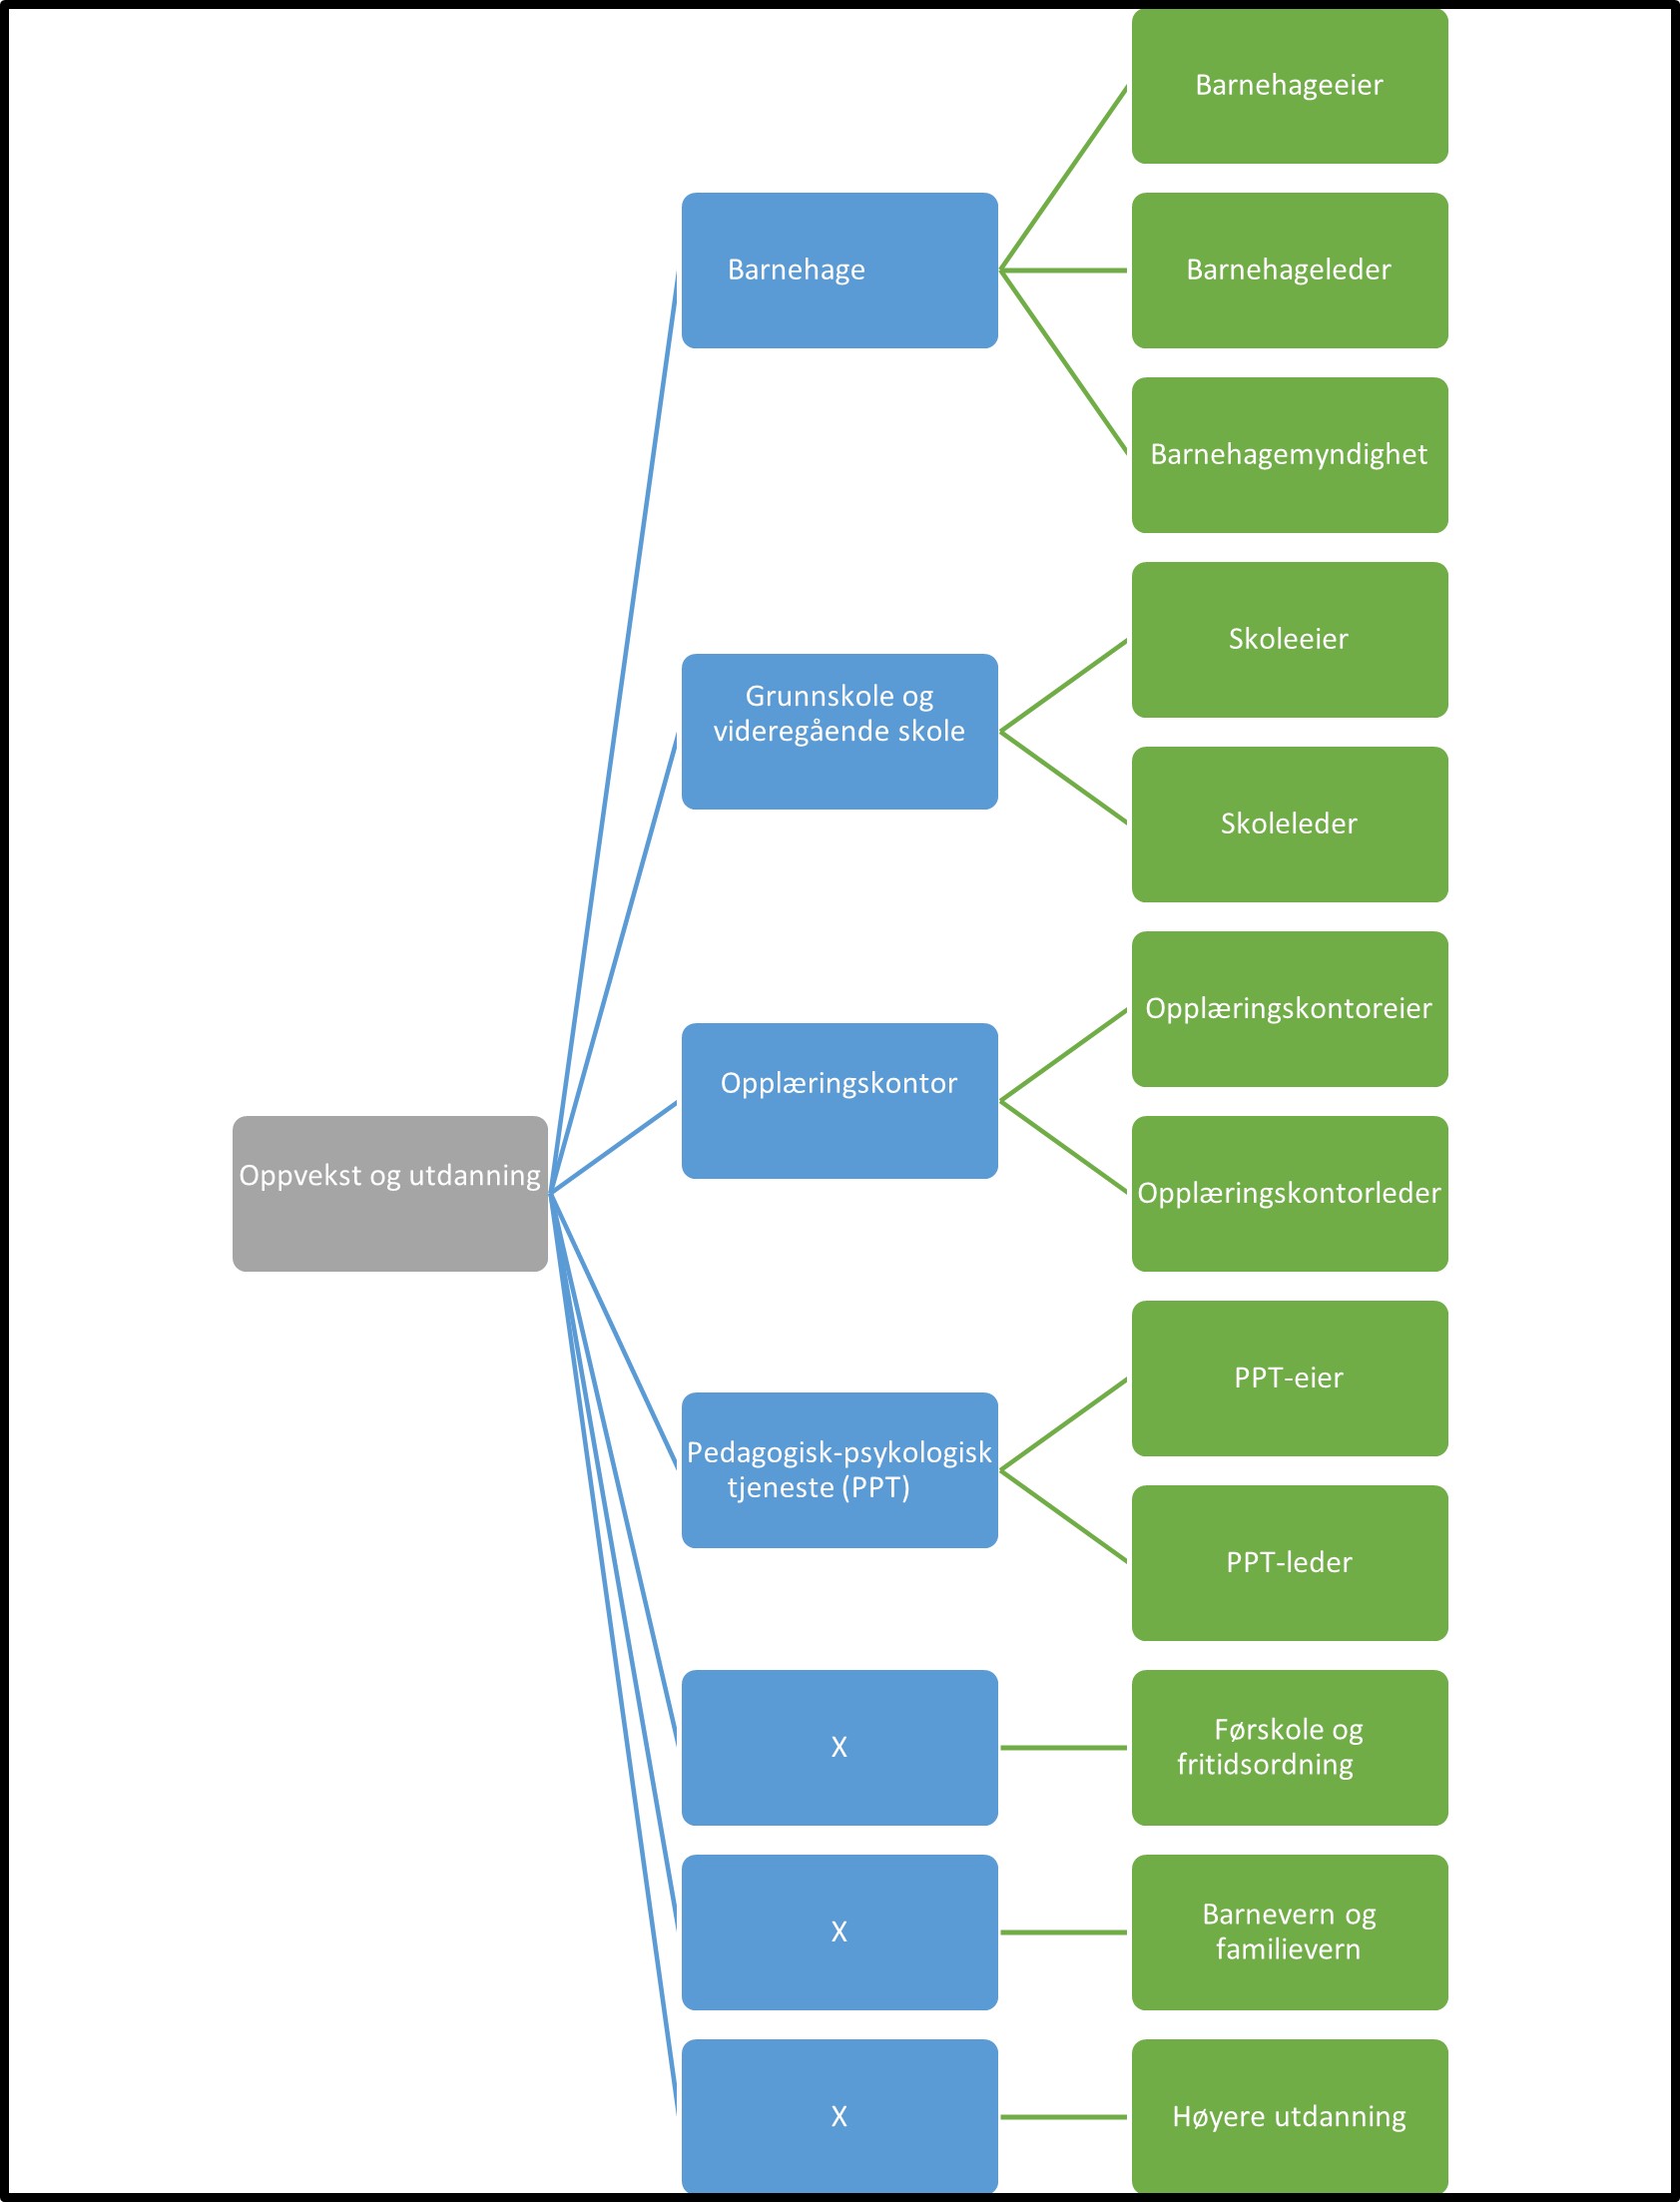 Oppvekst og utdanning
Barnehage
Barnehageeier
Barnehageleder
Barnehagemyndighet
Grunnskole og
videregående skole
Skoleeier
Skoleleder
Opplæringskontor
Opplæringskontoreier
Opplæringskontorleder
Pedagogisk-psykologisk
tjeneste (PPT)
PPT-eier
PPT-leder
X
Førskole og
fritidsordning
X
Barnevern og
familievern
X
Høyere utdanning